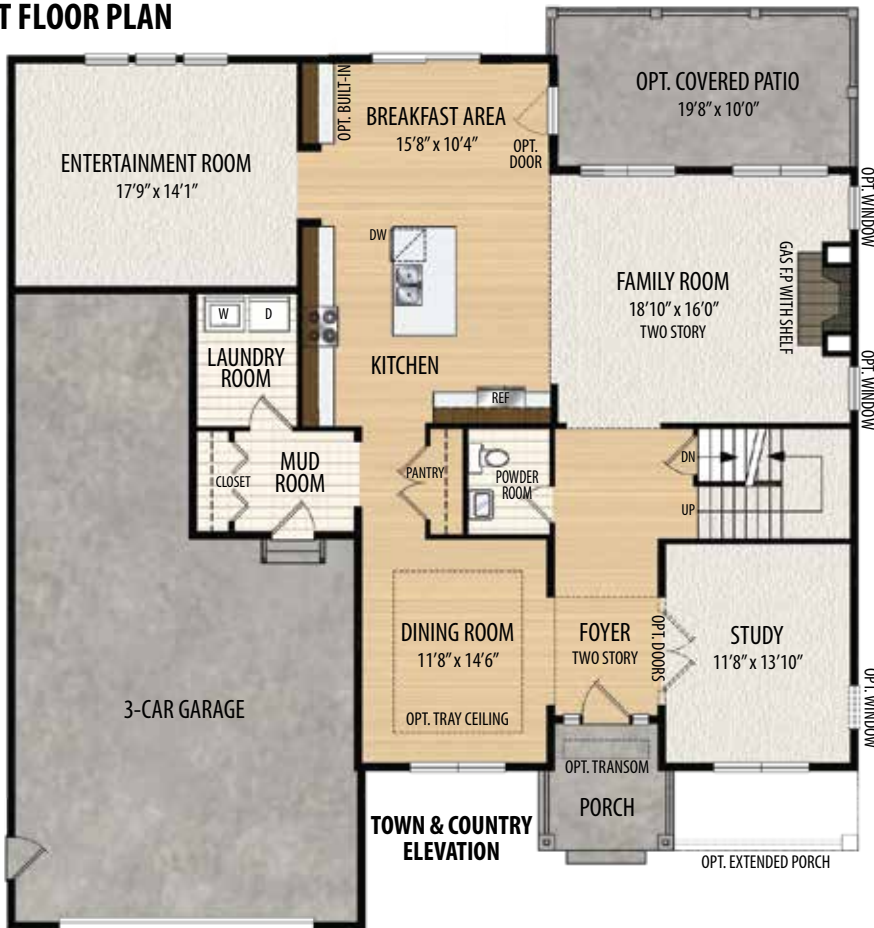 T FLOOR PLAN
OPT. COVERED PATIO
19'8" x 10'0"
OPT. BUILT-IN
BREAKFAST AREA
15'8" x 10'4"
OPT.
DOOR
ENTERTAINMENT ROOM
17'9" x 14'1"
OPT. WINDOW
DW
GAS F.P WITH SHELF
FAMILY ROOM
18'10" x 16'0"
TWO STORY
W
D
LAUNDRY
ROOM
KITCHEN
OPT. WINDOW
REF
CLOSET
MUD
ROOM
PANTRY
POWDER
ROOM
DN
UP
DINING ROOM
11'8" x 14'6"
OPT. TRAY CEILING
FOYER
TWO STORY
OPT. DOORS
STUDY
11'8" x 13'10"
OPT. WINDOW
3-CAR GARAGE
OPT. TRANSOM
PORCH
TOWN & COUNTRY
ELEVATION
OPT. EXTENDED PORCH